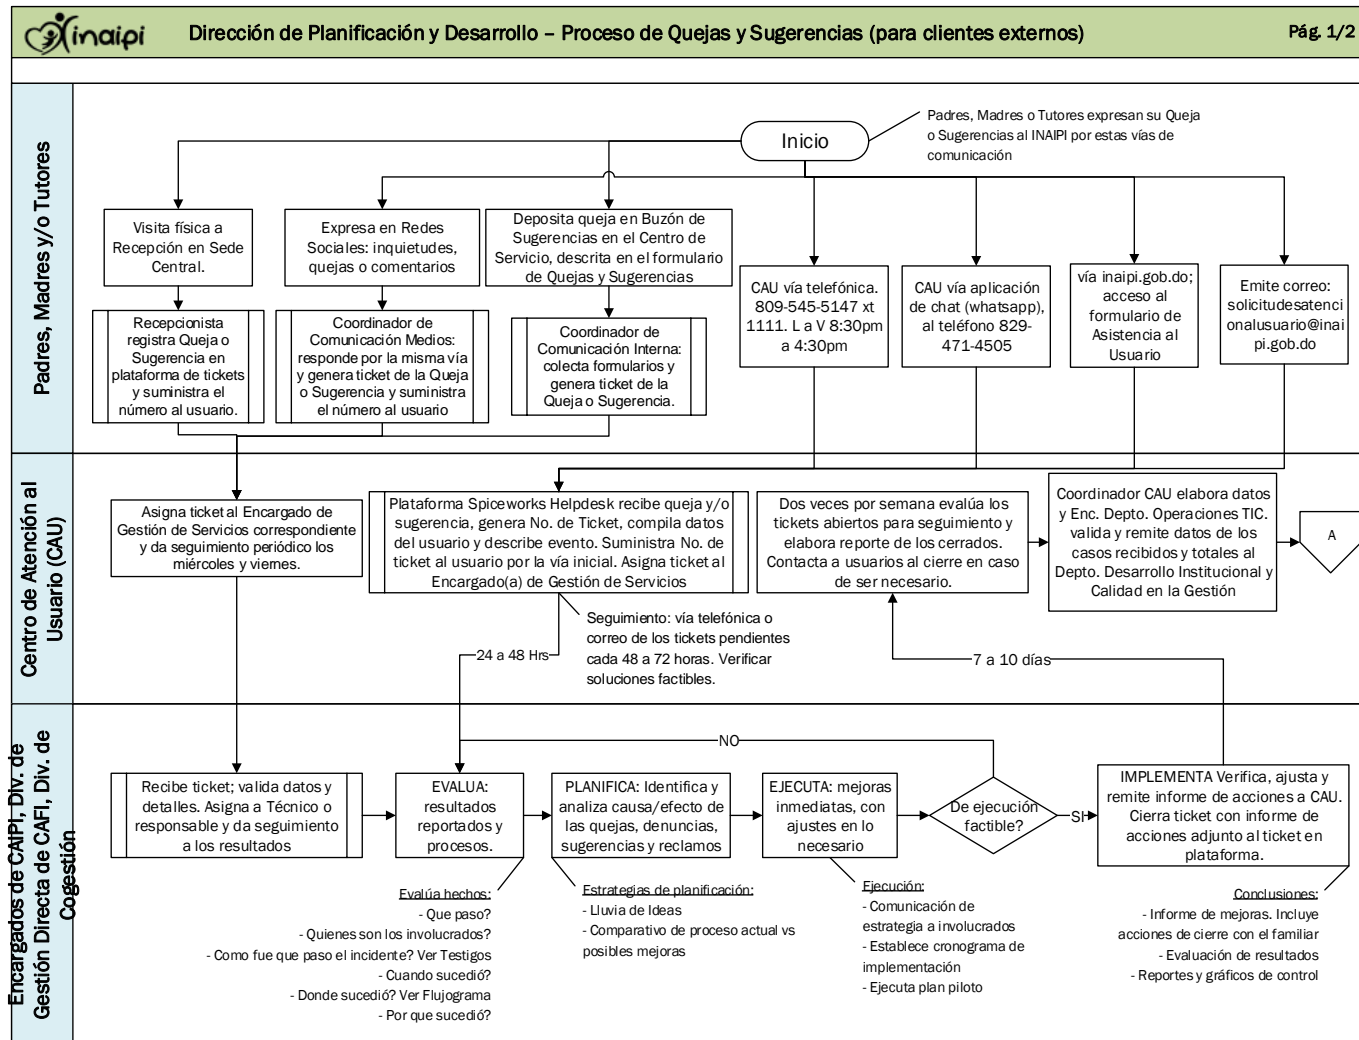 inaipi
Dirección de Planificación y Desarrollo – Proceso de Quejas y Sugerencias (para clientes externos)
Pág. 1/2
Padres, Madres y/o Tutores
Inicio
Padres, Madres o Tutores expresan su Queja
o Sugerencias al INAIPI por estas vías de
comunicación
Visita física a
Recepción en Sede
Central.
Expresa en Redes
Sociales: inquietudes,
quejas o comentarios
Deposita queja en Buzón de
Sugerencias en el Centro de
Servicio, descrita en el formulario
de Quejas y Sugerencias
CAU vía telefónica.
809-545-5147 xt
1111. L a V 8:30pm
a 4:30pm
CAU vía aplicación
de chat (whatsapp),
al teléfono 829-
471-4505
vía inaipi.gob.do;
acceso al
formulario de
Asistencia al
Usuario
Emite correo:
solicitudesatenci
onalusuario@inai
pi.gob.do
Recepcionista
registra Queja o
Sugerencia en
plataforma de tickets
y suministra el
número al usuario.
Coordinador de
Comunicación Medios:
responde por la misma vía
y genera ticket de la Queja
o Sugerencia y suministra
el número al usuario
Coordinador de
Comunicación Interna:
colecta formularios y
genera ticket de la
Queja o Sugerencia.
Centro de Atención al
Usuario (CAU)
Asigna ticket al Encargado de
Gestión de Servicios correspondiente
y da seguimiento periódico los
miércoles y viernes.
Plataforma Spiceworks Helpdesk recibe queja y/o
sugerencia, genera No. de Ticket, compila datos
del usuario y describe evento. Suministra No. de
ticket al usuario por la vía inicial. Asigna ticket al
Encargado(a) de Gestión de Servicios
Dos veces por semana evalúa los
tickets abiertos para seguimiento y
elabora reporte de los cerrados.
Contacta a usuarios al cierre en caso
de ser necesario.
Coordinador CAU elabora datos
y Enc. Depto. Operaciones TIC.
valida y remite datos de los
casos recibidos y totales al
Depto. Desarrollo Institucional y
Calidad en la Gestión
A
Seguimiento: vía telefónica o
correo de los tickets pendientes
cada 48 a 72 horas. Verificar
soluciones factibles.
24 a 48 Hrs
7 a 10 días
Encargados de CAIPI, Div. de
Gestión Directa de CAFI, Div. de
Cogestión
NO
Recibe ticket; valida datos y
detalles. Asigna a Técnico o
responsable y da seguimiento
a los resultados
EVALUA:
resultados
reportados y
procesos.
PLANIFICA: Identifica y
analiza causa/efecto de
las quejas, denuncias,
sugerencias y reclamos
EJECUTA: mejoras
inmediatas, con
ajustes en lo
necesario
De ejecución
factible?
SI
IMPLEMENTA Verifica, ajusta y
remite informe de acciones a CAU.
Cierra ticket con informe de
acciones adjunto al ticket en
plataforma.
Evalúa hechos:
- Que paso?
- Quienes son los involucrados?
- Como fue que paso el incidente? Ver Testigos
- Cuando sucedió?
- Donde sucedió? Ver Flujograma
- Por que sucedió?
Estrategias de planificación:
- Lluvia de Ideas
- Comparativo de proceso actual vs
posibles mejoras
Ejecución:
- Comunicación de
estrategia a involucrados
- Establece cronograma de
implementación
- Ejecuta plan piloto
Conclusiones:
- Informe de mejoras. Incluye
acciones de cierre con el familiar
- Evaluación de resultados
- Reportes y gráficos de control